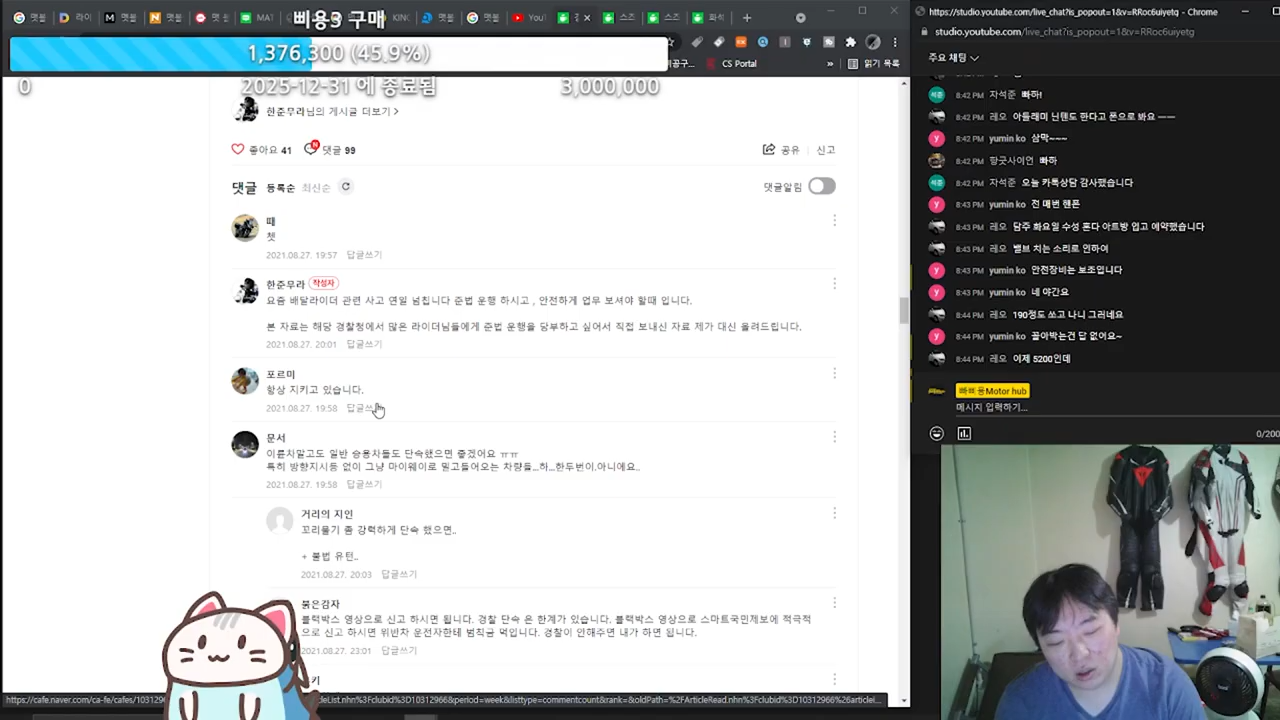 삐용3 구매
1,376,300 (45.9%)
0
2025-12-31 에 종료됨
3,000,000
CS Portal
읽기 목록
한준무라님의 게시글 더보기 >
좋아요 41
댓글 99
공유
신고
댓글 등록순 최신순
댓글알림
때
쳇
2021.08.27. 19:57 답글쓰기
한준무라 작성자
요즘 배달라이더 관련 사고 연일 넘칩니다 준법 운행 하시고 , 안전하게 업무 보셔야 할때 입니다.
본 자료는 해당 경찰청에서 많은 라이더님들에게 준법 운행을 당부하고 싶어서 직접 보내신 자료 제가 대신 올려드립니다.
2021.08.27. 20:01 답글쓰기
포르미
항상 지키고 있습니다.
2021.08.27. 19:58 답글쓰기
문서
이륜차말고도 일반 승용차들도 단속했으면 좋겠어요 ㅠㅠ
특히 방향지시등 없이 그냥 마이웨이로 밀고들어오는 차량들...하...한두번이.아니에요..
2021.08.27. 19:58 답글쓰기
거리의 지인
꼬리물기 좀 강력하게 단속 했으면..
+ 불법 유턴..
2021.08.27. 20:03 답글쓰기
붉은감자
블랙박스 영상으로 신고 하시면 됩니다. 경찰 단속 은 한계가 있습니다. 블랙박스 영상으로 스마트국민제보에 적극적
으로 신고 하시면 위반차 운전자한테 범칙금 먹입니다. 경찰이 안해주면 내가 하면 됩니다.
2021.08.27. 23:01 답글쓰기
키
https://studio.youtube.com/live_chat?is_popout=1&v=RRoc6uiyetg - Chrome
studio.youtube.com/live_chat?is_popout=1&v=RRoc6uiyetg
주요 채팅
8:42 PM 자석준 빠하!
8:42 PM 레오 아들래미 닌텐도 한다고 폰으로 봐요 ㅡㅡ
8:42 PM yumin ko 삼막~~~
8:42 PM 항굿사이언 빠하
8:42 PM 자석준 오늘 카톡상담 감사했습니다
8:43 PM yumin ko 전 매번 헨폰
8:43 PM 레오 담주 화요일 수성 혼다 아트방 입고 예약했습니다
8:43 PM 레오 밸브 치는 소리로 인하여
8:43 PM yumin ko 안전장비는 보조입니다
8:43 PM yumin ko 네 야간요
8:44 PM 레오 190정도 쏘고 나니 그러네요
8:44 PM yumin ko 꼴아박는건 답 없어요~
8:44 PM 레오 이제 5200인데
빠삐용Motor hub
메시지 입력하기...
0/200